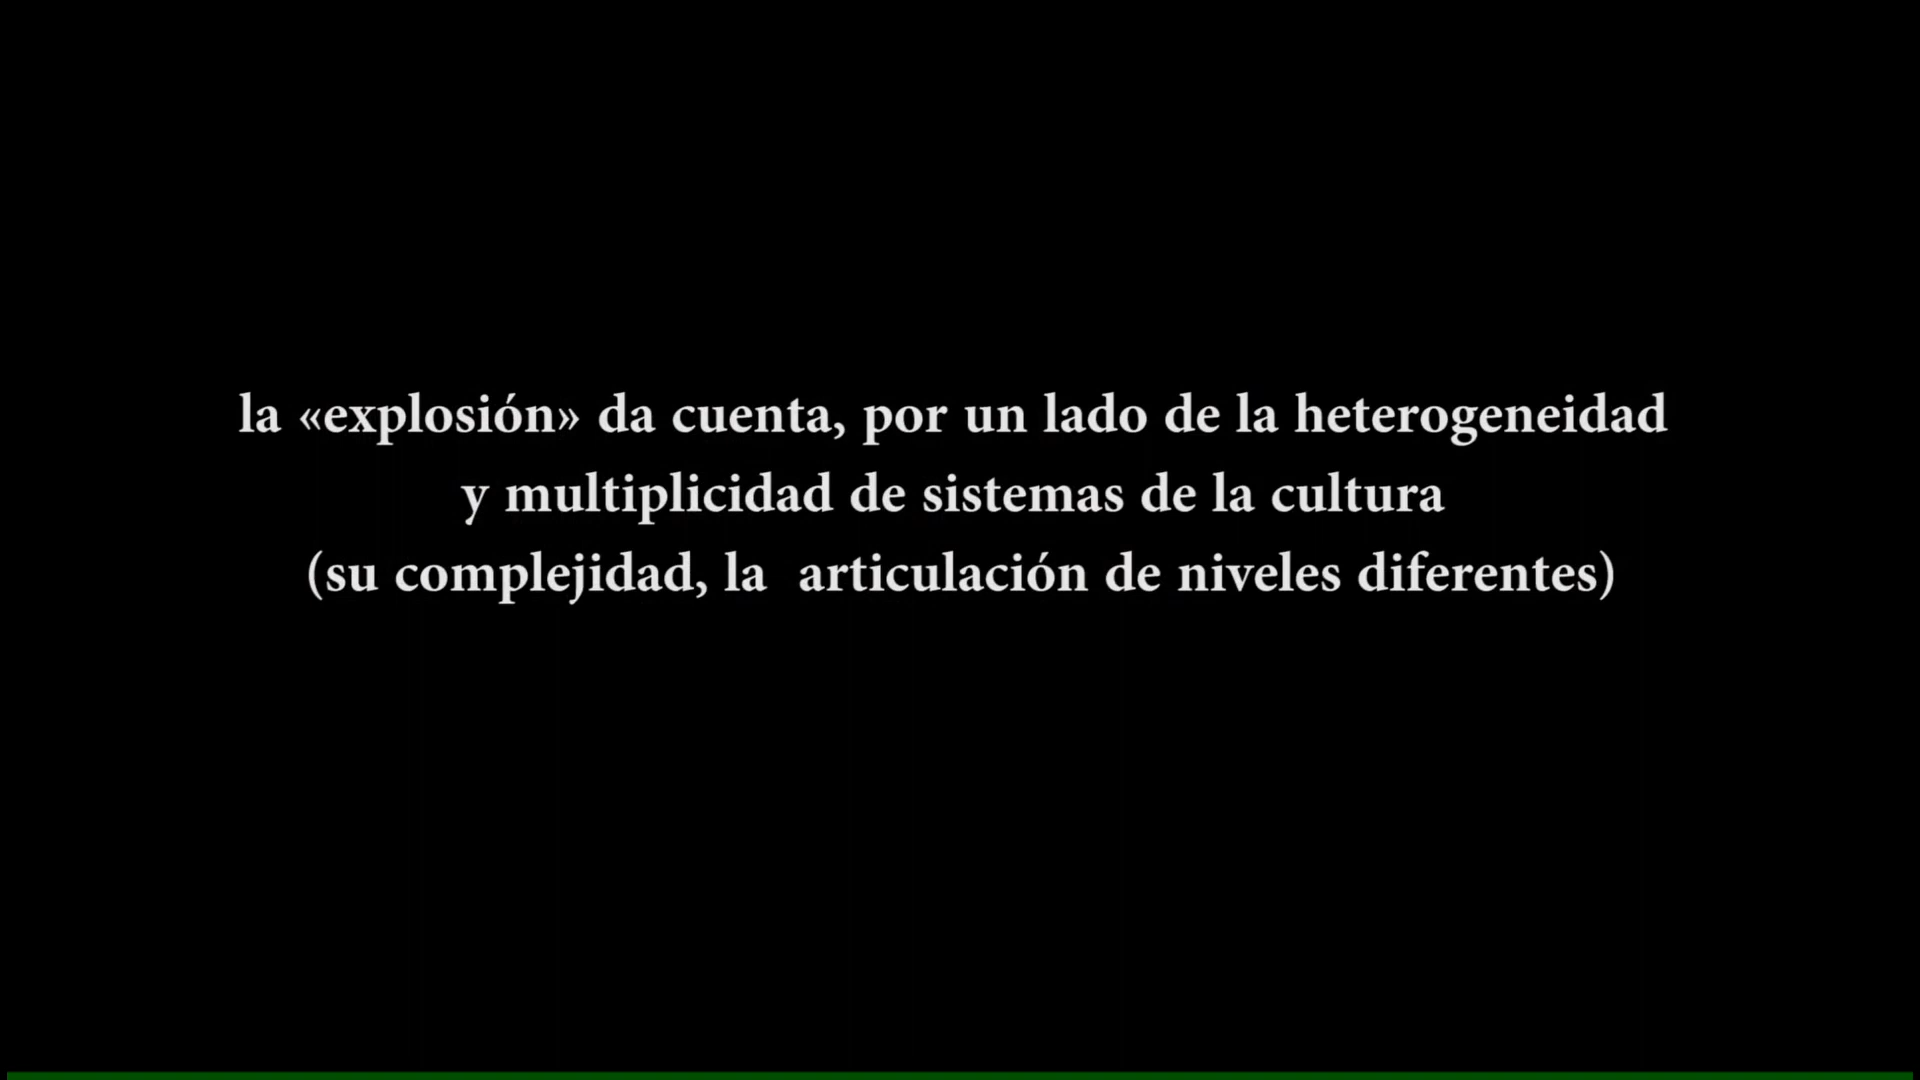 la «explosión» da cuenta, por un lado de la heterogeneidad
y multiplicidad de sistemas de la cultura
(su complejidad, la  articulación de niveles diferentes)